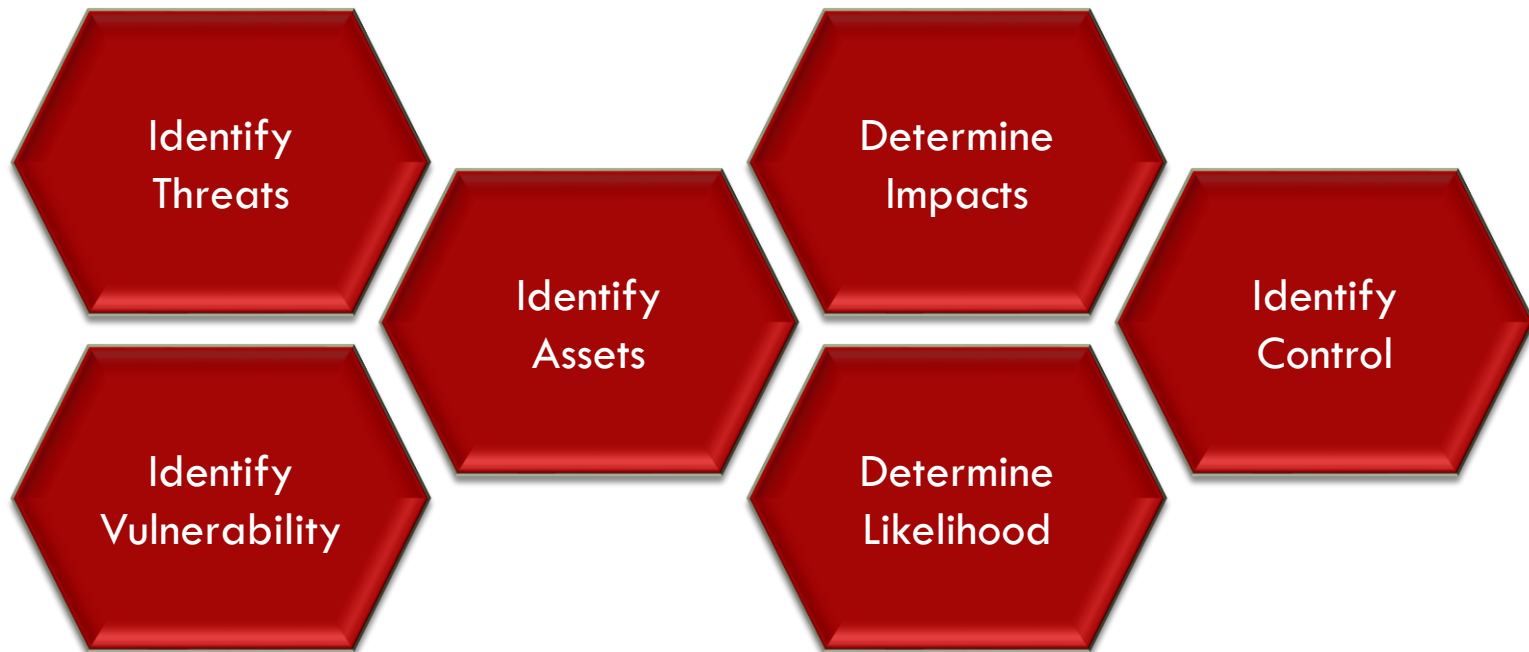 Identify
Threats
Identify
Vulnerability
Identify
Assets
Determine
Impacts
Determine
Likelihood
Identify
Control